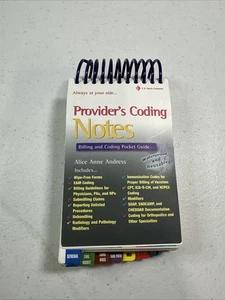 Always at your side...
F.A. Davis Company
Provider's Coding
Notes
Billing and Coding Pocket Guide
Alice Anne Andress
Includes...
Wipe-Free Forms
E&M Coding
Billing Guidelines for
Physicians, PAs, and NPs
Submitting Claims
Reporting Unlisted
Procedures
Unbundling
Radiology and Pathology
Modifiers
Immunization Codes for
Proper Billing of Vaccines
CPT, ICD-9-CM, and HCPCS
Coding
Modifiers
SOAP, SNOCAMP, and
CHEDDAR Documentation
Coding for Orthopedics and
Other Specialties
GENERAL